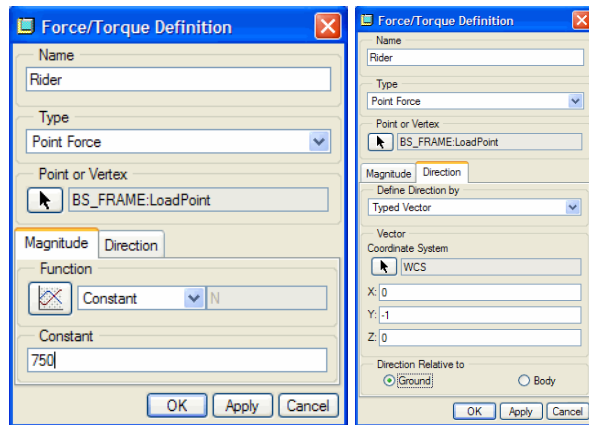 Force/Torque Definition
Name
Rider
Type
Point Force
Point or Vertex
BS_FRAME:LoadPoint
Magnitude Direction
Function
Constant N
Constant
750
OK Apply Cancel
Force/Torque Definition
Name
Rider
Type
Point Force
Point or Vertex
BS_FRAME:LoadPoint
Magnitude Direction
Define Direction by
Typed Vector
Vector
Coordinate System
WCS
X: 0
Y: -1
Z: 0
Direction Relative to
Ground Body
OK Apply Cancel